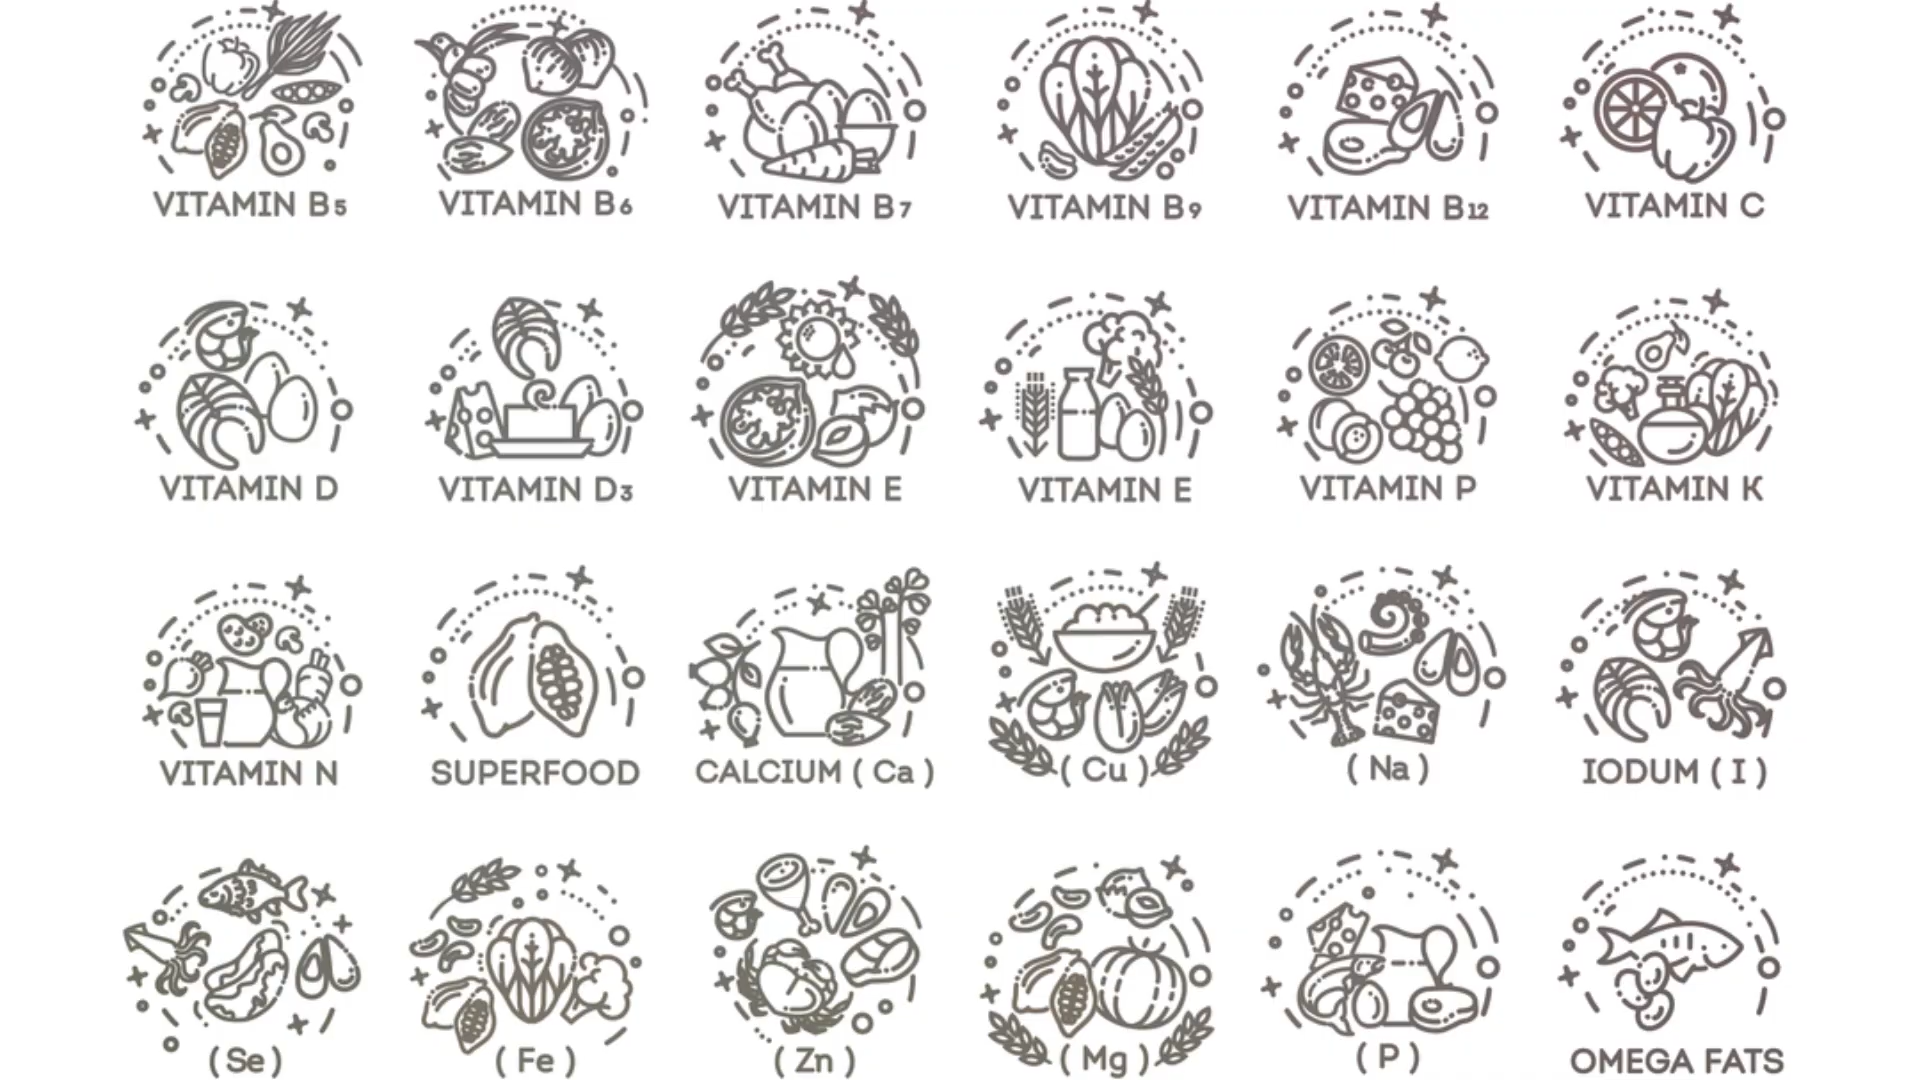 VITAMIN B5
VITAMIN B6
VITAMIN B7
VITAMIN B9
VITAMIN B12
VITAMIN C
VITAMIN D
VITAMIN D3
VITAMIN E
VITAMIN E
VITAMIN P
VITAMIN K
VITAMIN N
SUPERFOOD
CALCIUM ( Ca )
( Cu )
( Na )
IODUM ( I )
( Se )
( Fe )
( Zn )
( Mg )
( P )
OMEGA FATS